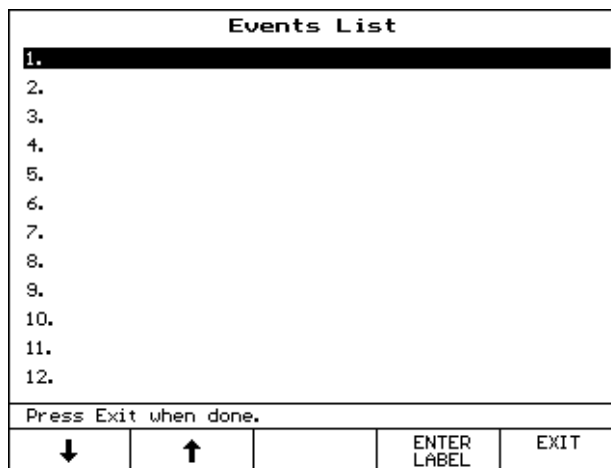 Events List
1.
2.
3.
4.
5.
6.
7.
8.
9.
10.
11.
12.
Press Exit when done.
ENTER
LABEL
EXIT